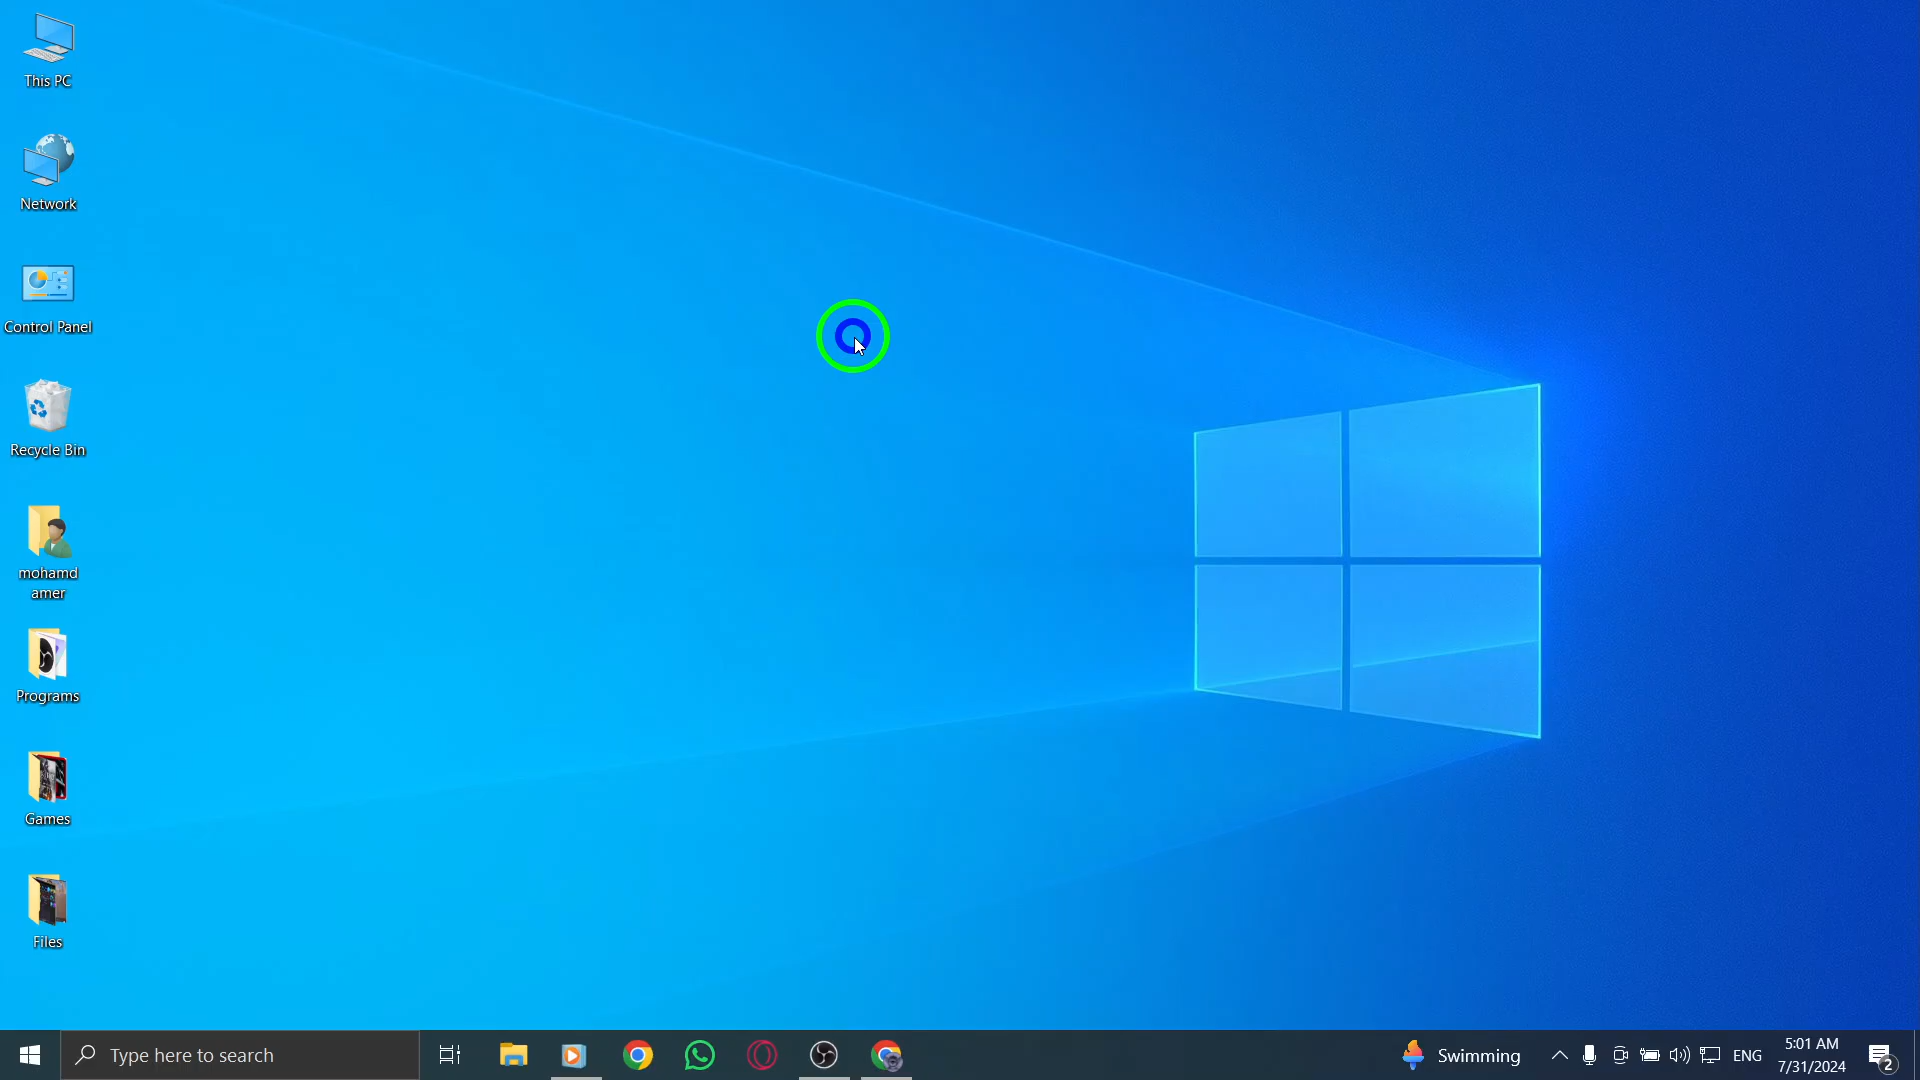 This PC
Network
Control Panel
Recycle Bin
mohamd
amer
Programs
Games
Files
Type here to search
Swimming
ENG
5:01 AM
7/31/2024
2